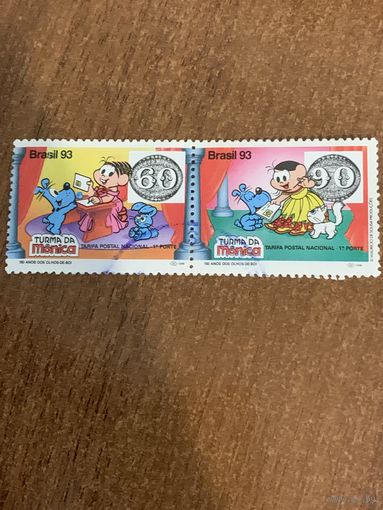 Brasil 93
60
TURMA DA
Mônica
TARIFA POSTAL NACIONAL - 1º PORTE
150 ANOS DOS OLHOS-DE-BOI
Brasil 93
90
TURMA DA
Mônica
TARIFA POSTAL NACIONAL - 1º PORTE
150 ANOS DOS OLHOS-DE-BOI